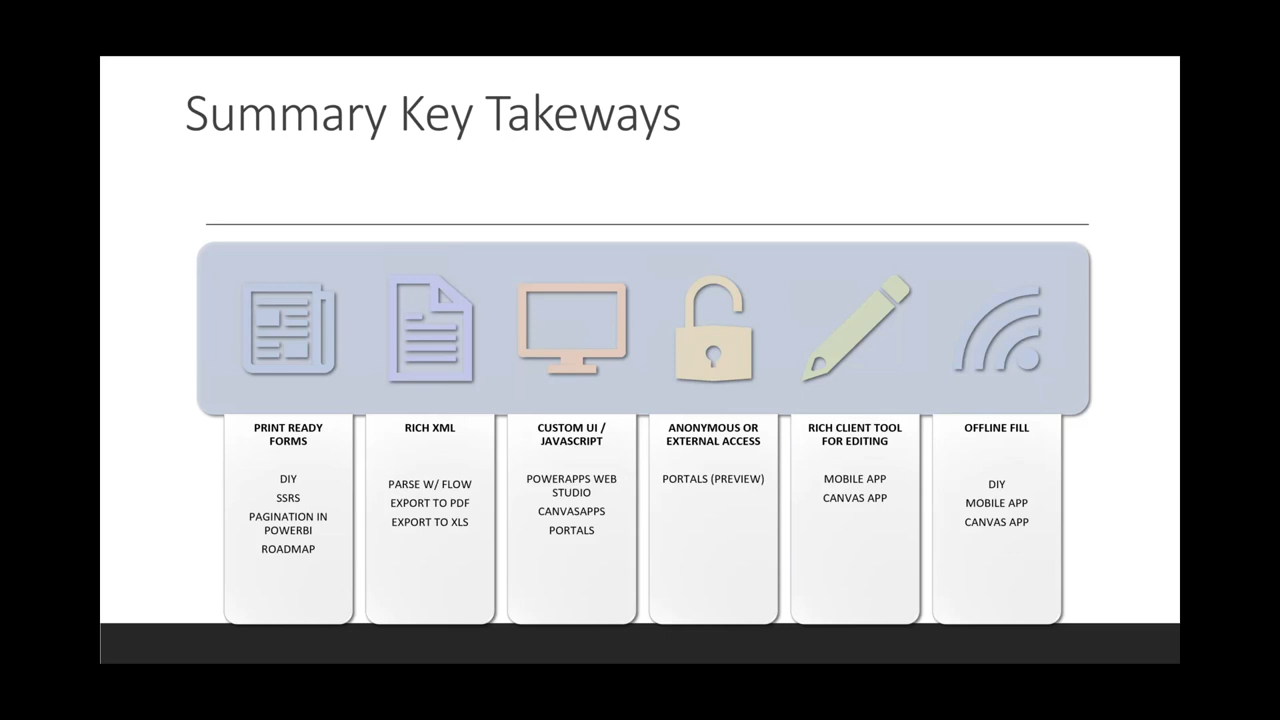 Summary Key Takeways
PRINT READY
FORMS
DIY
SSRS
PAGINATION IN
POWERBI
ROADMAP
RICH XML
PARSE W/ FLOW
EXPORT TO PDF
EXPORT TO XLS
CUSTOM UI /
JAVASCRIPT
POWERAPPS WEB
STUDIO
CANVASAPPS
PORTALS
ANONYMOUS OR
EXTERNAL ACCESS
PORTALS (PREVIEW)
RICH CLIENT TOOL
FOR EDITING
MOBILE APP
CANVAS APP
OFFLINE FILL
DIY
MOBILE APP
CANVAS APP